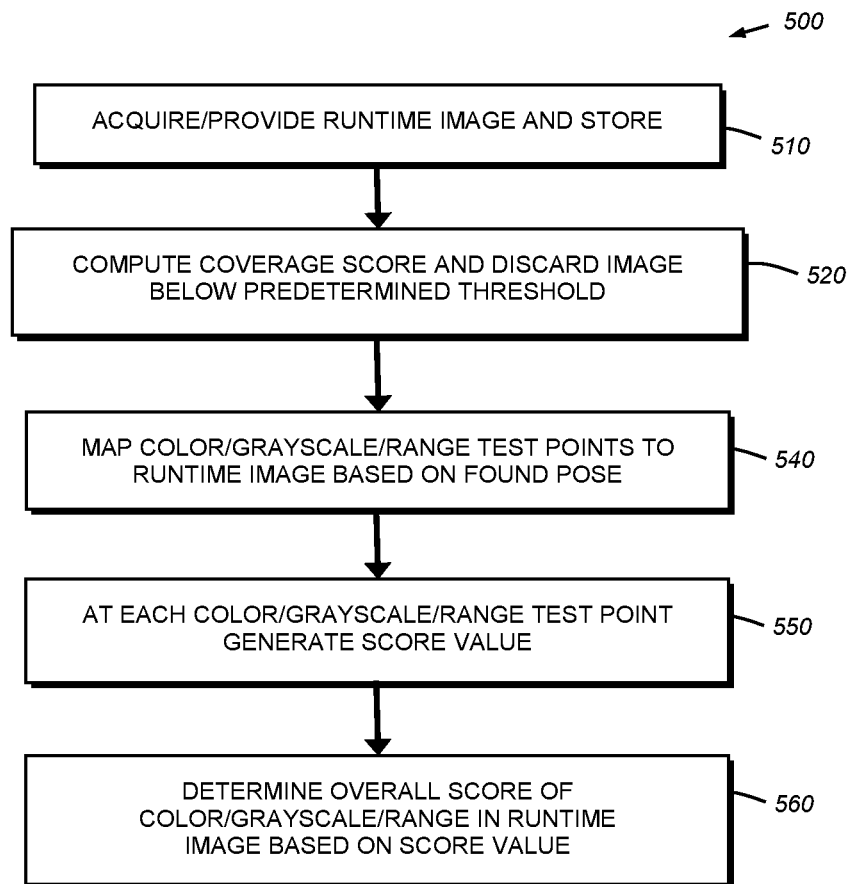 500
ACQUIRE/PROVIDE RUNTIME IMAGE AND STORE
510
COMPUTE COVERAGE SCORE AND DISCARD IMAGE
BELOW PREDETERMINED THRESHOLD
520
MAP COLOR/GRAYSCALE/RANGE TEST POINTS TO
RUNTIME IMAGE BASED ON FOUND POSE
540
AT EACH COLOR/GRAYSCALE/RANGE TEST POINT
GENERATE SCORE VALUE
550
DETERMINE OVERALL SCORE OF
COLOR/GRAYSCALE/RANGE IN RUNTIME
IMAGE BASED ON SCORE VALUE
560